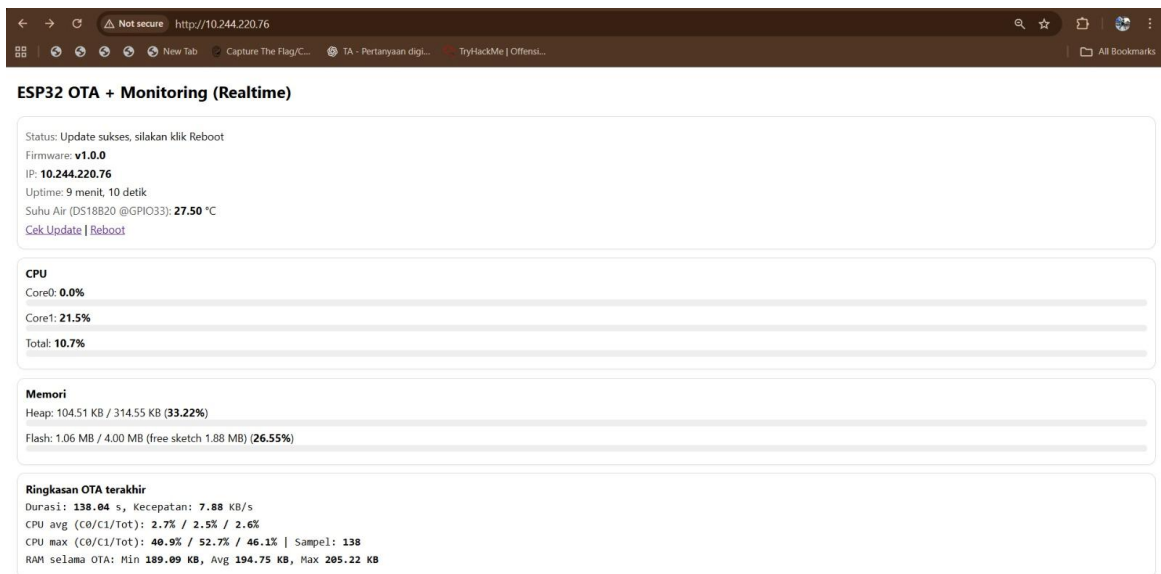 Not secure http://10.244.220.76
New Tab Capture The Flag/C... TA - Pertanyaan digi... TryHackMe | Offensi... All Bookmarks
ESP32 OTA + Monitoring (Realtime)
Status: Update sukses, silakan klik Reboot
Firmware: v1.0.0
IP: 10.244.220.76
Uptime: 9 menit, 10 detik
Suhu Air (DS18B20 @GPIO33): 27.50 °C
Cek Update | Reboot
CPU
Core0: 0.0%
Core1: 21.5%
Total: 10.7%
Memori
Heap: 104.51 KB / 314.55 KB (33.22%)
Flash: 1.06 MB / 4.00 MB (free sketch 1.88 MB) (26.55%)
Ringkasan OTA terakhir
Durasi: 138.04 s, Kecepatan: 7.88 KB/s
CPU avg (C0/C1/Tot): 2.7% / 2.5% / 2.6%
CPU max (C0/C1/Tot): 40.9% / 52.7% / 46.1% | Sampel: 138
RAM selama OTA: Min 189.09 KB, Avg 194.75 KB, Max 205.22 KB